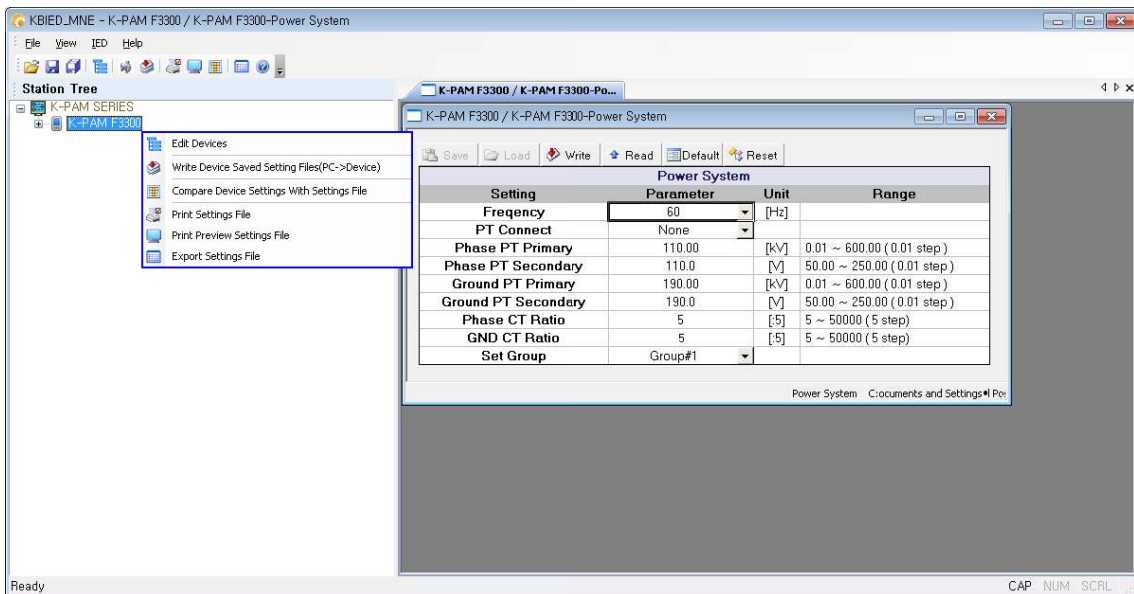 KBIED_MNE - K-PAM F3300 / K-PAM F3300-Power System
File View IED Help
Station Tree
K-PAM SERIES
K-PAM F3300
Edit Devices
Write Device Saved Setting Files(PC->Device)
Compare Device Settings With Settings File
Print Settings File
Print Preview Settings File
Export Settings File
K-PAM F3300 / K-PAM F3300-Po...
K-PAM F3300 / K-PAM F3300-Power System
Save Load Write Read Default Reset
Power System
Setting Parameter Unit Range
Freqency 60 [Hz]
PT Connect None
Phase PT Primary 110.00 [kV] 0.01 ~ 600.00 ( 0.01 step )
Phase PT Secondary 110.0 [V] 50.00 ~ 250.00 ( 0.01 step )
Ground PT Primary 190.00 [kV] 0.01 ~ 600.00 ( 0.01 step )
Ground PT Secondary 190.0 [V] 50.00 ~ 250.00 ( 0.01 step )
Phase CT Ratio 5 [:5] 5 ~ 50000 ( 5 step)
GND CT Ratio 5 [:5] 5 ~ 50000 ( 5 step)
Set Group Group#1
Power System C:ocuments and Settings
Ready CAP NUM SCRL